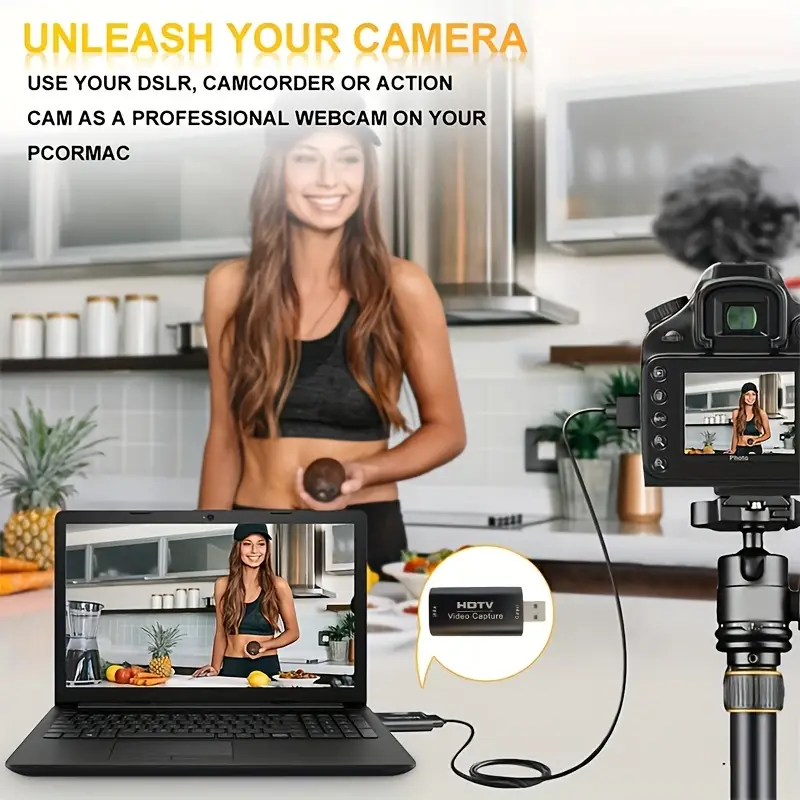 UNLEASH YOUR CAMERA
USE YOUR DSLR, CAMCORDER OR ACTION
CAM AS A PROFESSIONAL WEBCAM ON YOUR
PCORMAC
HDTV
Video Capture
Photo